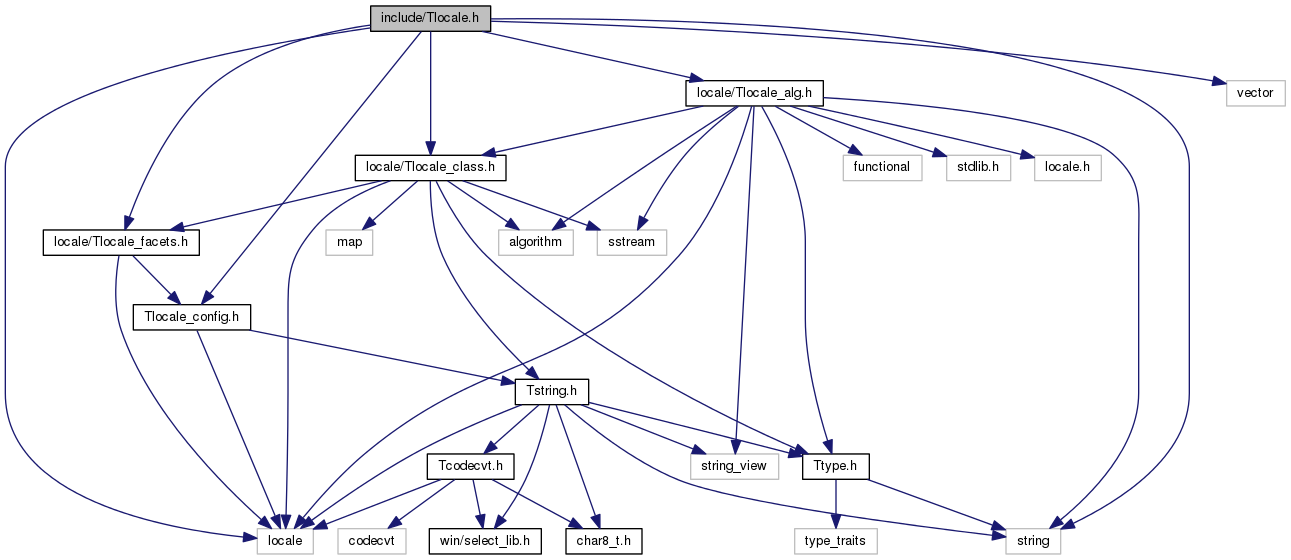 include/Tlocale.h
locale/Tlocale_alg.h
vector
locale/Tlocale_class.h
functional
stdlib.h
locale.h
locale/Tlocale_facets.h
map
algorithm
sstream
Tlocale_config.h
Tstring.h
Tcodecvt.h
string_view
Ttype.h
locale
codecvt
win/select_lib.h
char8_t.h
type_traits
string